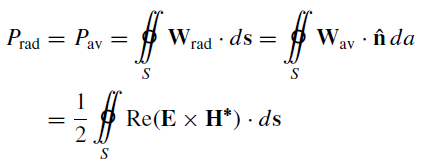 P_rad = P_av = ∯_S W_rad · ds = ∯_S W_av · n̂ da
= 1/2 ∯_S Re(E × H*) · ds